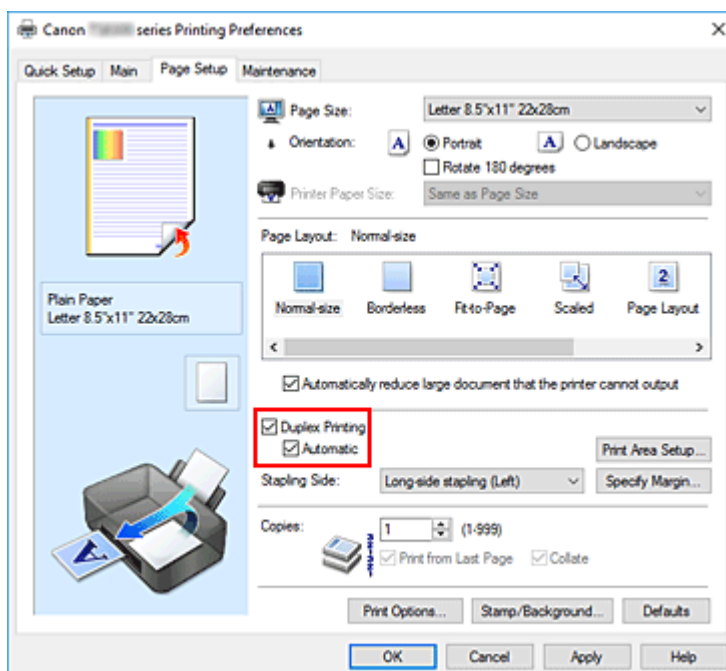 Canon series Printing Preferences
Quick Setup Main Page Setup Maintenance
Page Size: Letter 8.5"x11" 22x28cm
Orientation: A Portrait A Landscape
Rotate 180 degrees
Printer Paper Size: Same as Page Size
Page Layout: Normal-size
Normal-size Borderless Fit-to-Page Scaled 2 Page Layout
Plain Paper
Letter 8.5"x11" 22x28cm
Automatically reduce large document that the printer cannot output
Duplex Printing
Automatic
Print Area Setup...
Stapling Side: Long-side stapling (Left) Specify Margin...
Copies: 1 (1-999)
Print from Last Page Collate
A
Print Options... Stamp/Background... Defaults
OK Cancel Apply Help